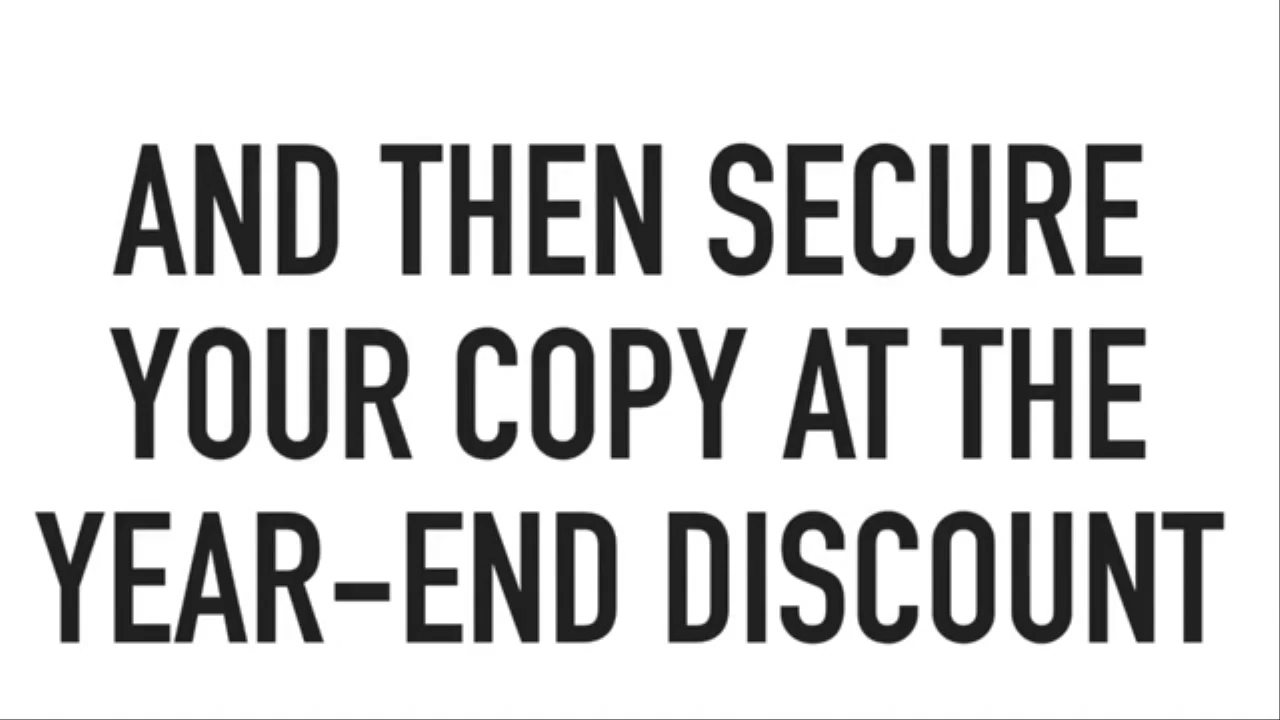 AND THEN SECURE
YOUR COPY AT THE
YEAR-END DISCOUNT